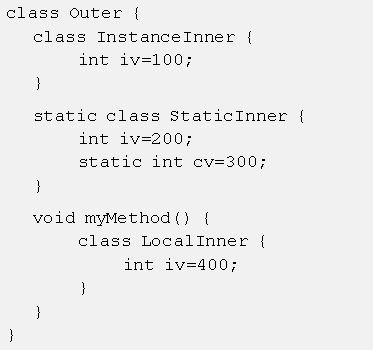 class Outer {
class InstanceInner {
int iv=100;
}
static class StaticInner {
int iv=200;
static int cv=300;
}
void myMethod() {
class LocalInner {
int iv=400;
}
}
}